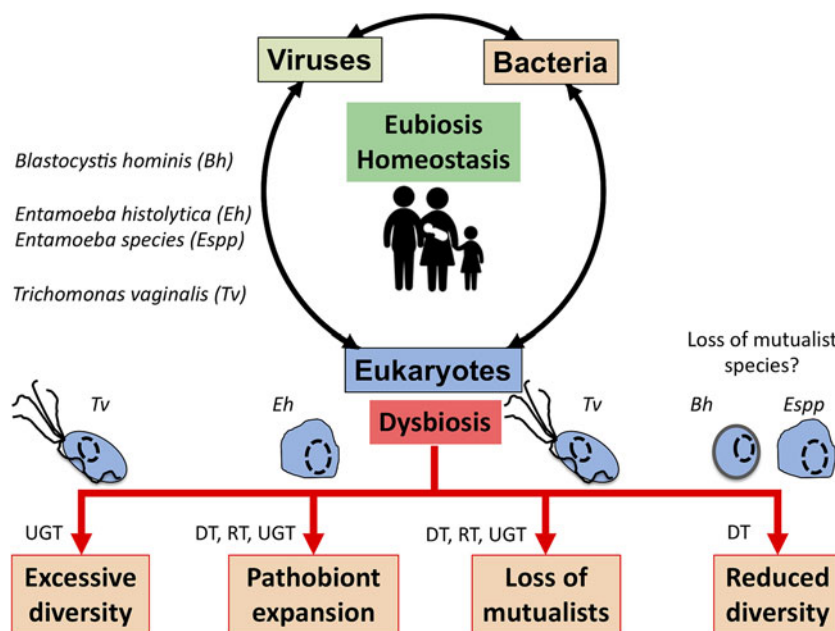 Viruses
Bacteria
Eubiosis
Homeostasis
Blastocystis hominis (Bh)
Entamoeba histolytica (Eh)
Entamoeba species (Espp)
Trichomonas vaginalis (Tv)
Eukaryotes
Loss of mutualist
species?
Tv
Eh
Dysbiosis
Tv
Bh
Espp
UGT
DT, RT, UGT
DT, RT, UGT
DT
Excessive
diversity
Pathobiont
expansion
Loss of
mutualists
Reduced
diversity